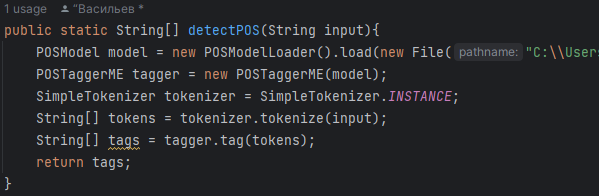 1 usage "Васильев *
public static String[] detectPOS(String input){
POSModel model = new POSModelLoader().load(new File( pathname: "C:\\Users
POSTaggerME tagger = new POSTaggerME(model);
SimpleTokenizer tokenizer = SimpleTokenizer.INSTANCE;
String[] tokens = tokenizer.tokenize(input);
String[] tags = tagger.tag(tokens);
return tags;
}